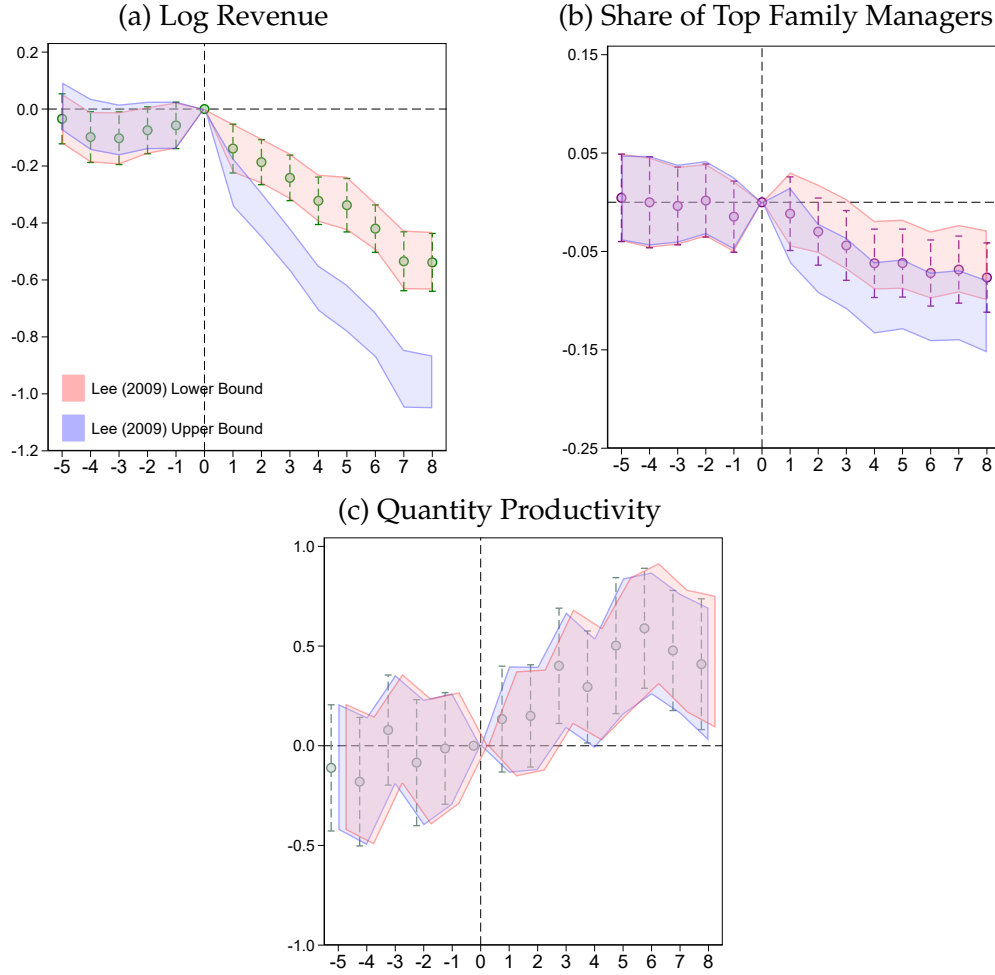 (a) Log Revenue
0.2
0.0
-0.2
-0.4
-0.6
-0.8
-1.0
-1.2
Lee (2009) Lower Bound
Lee (2009) Upper Bound
-5 -4 -3 -2 -1 0 1 2 3 4 5 6 7 8
(b) Share of Top Family Managers
0.15
0.05
-0.05
-0.15
-0.25
-5 -4 -3 -2 -1 0 1 2 3 4 5 6 7 8
(c) Quantity Productivity
1.0
0.5
0.0
-0.5
-1.0
-5 -4 -3 -2 -1 0 1 2 3 4 5 6 7 8